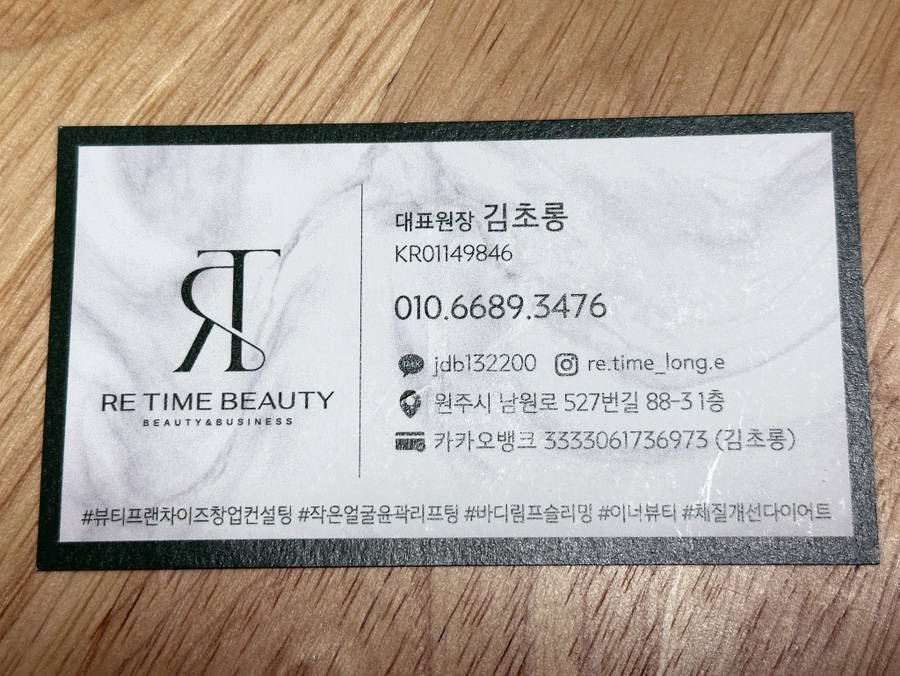 RT
RE TIME BEAUTY
BEAUTY&BUSINESS
대표원장 김초롱
KR01149846
010.6689.3476
TALK jdb132200 re.time_long.e
원주시 남원로 527번길 88-3 1층
카카오뱅크 3333061736973 (김초롱)
#뷰티프랜차이즈창업컨설팅 #작은얼굴윤곽리프팅 #바디림프슬리밍 #이너뷰티 #체질개선다이어트